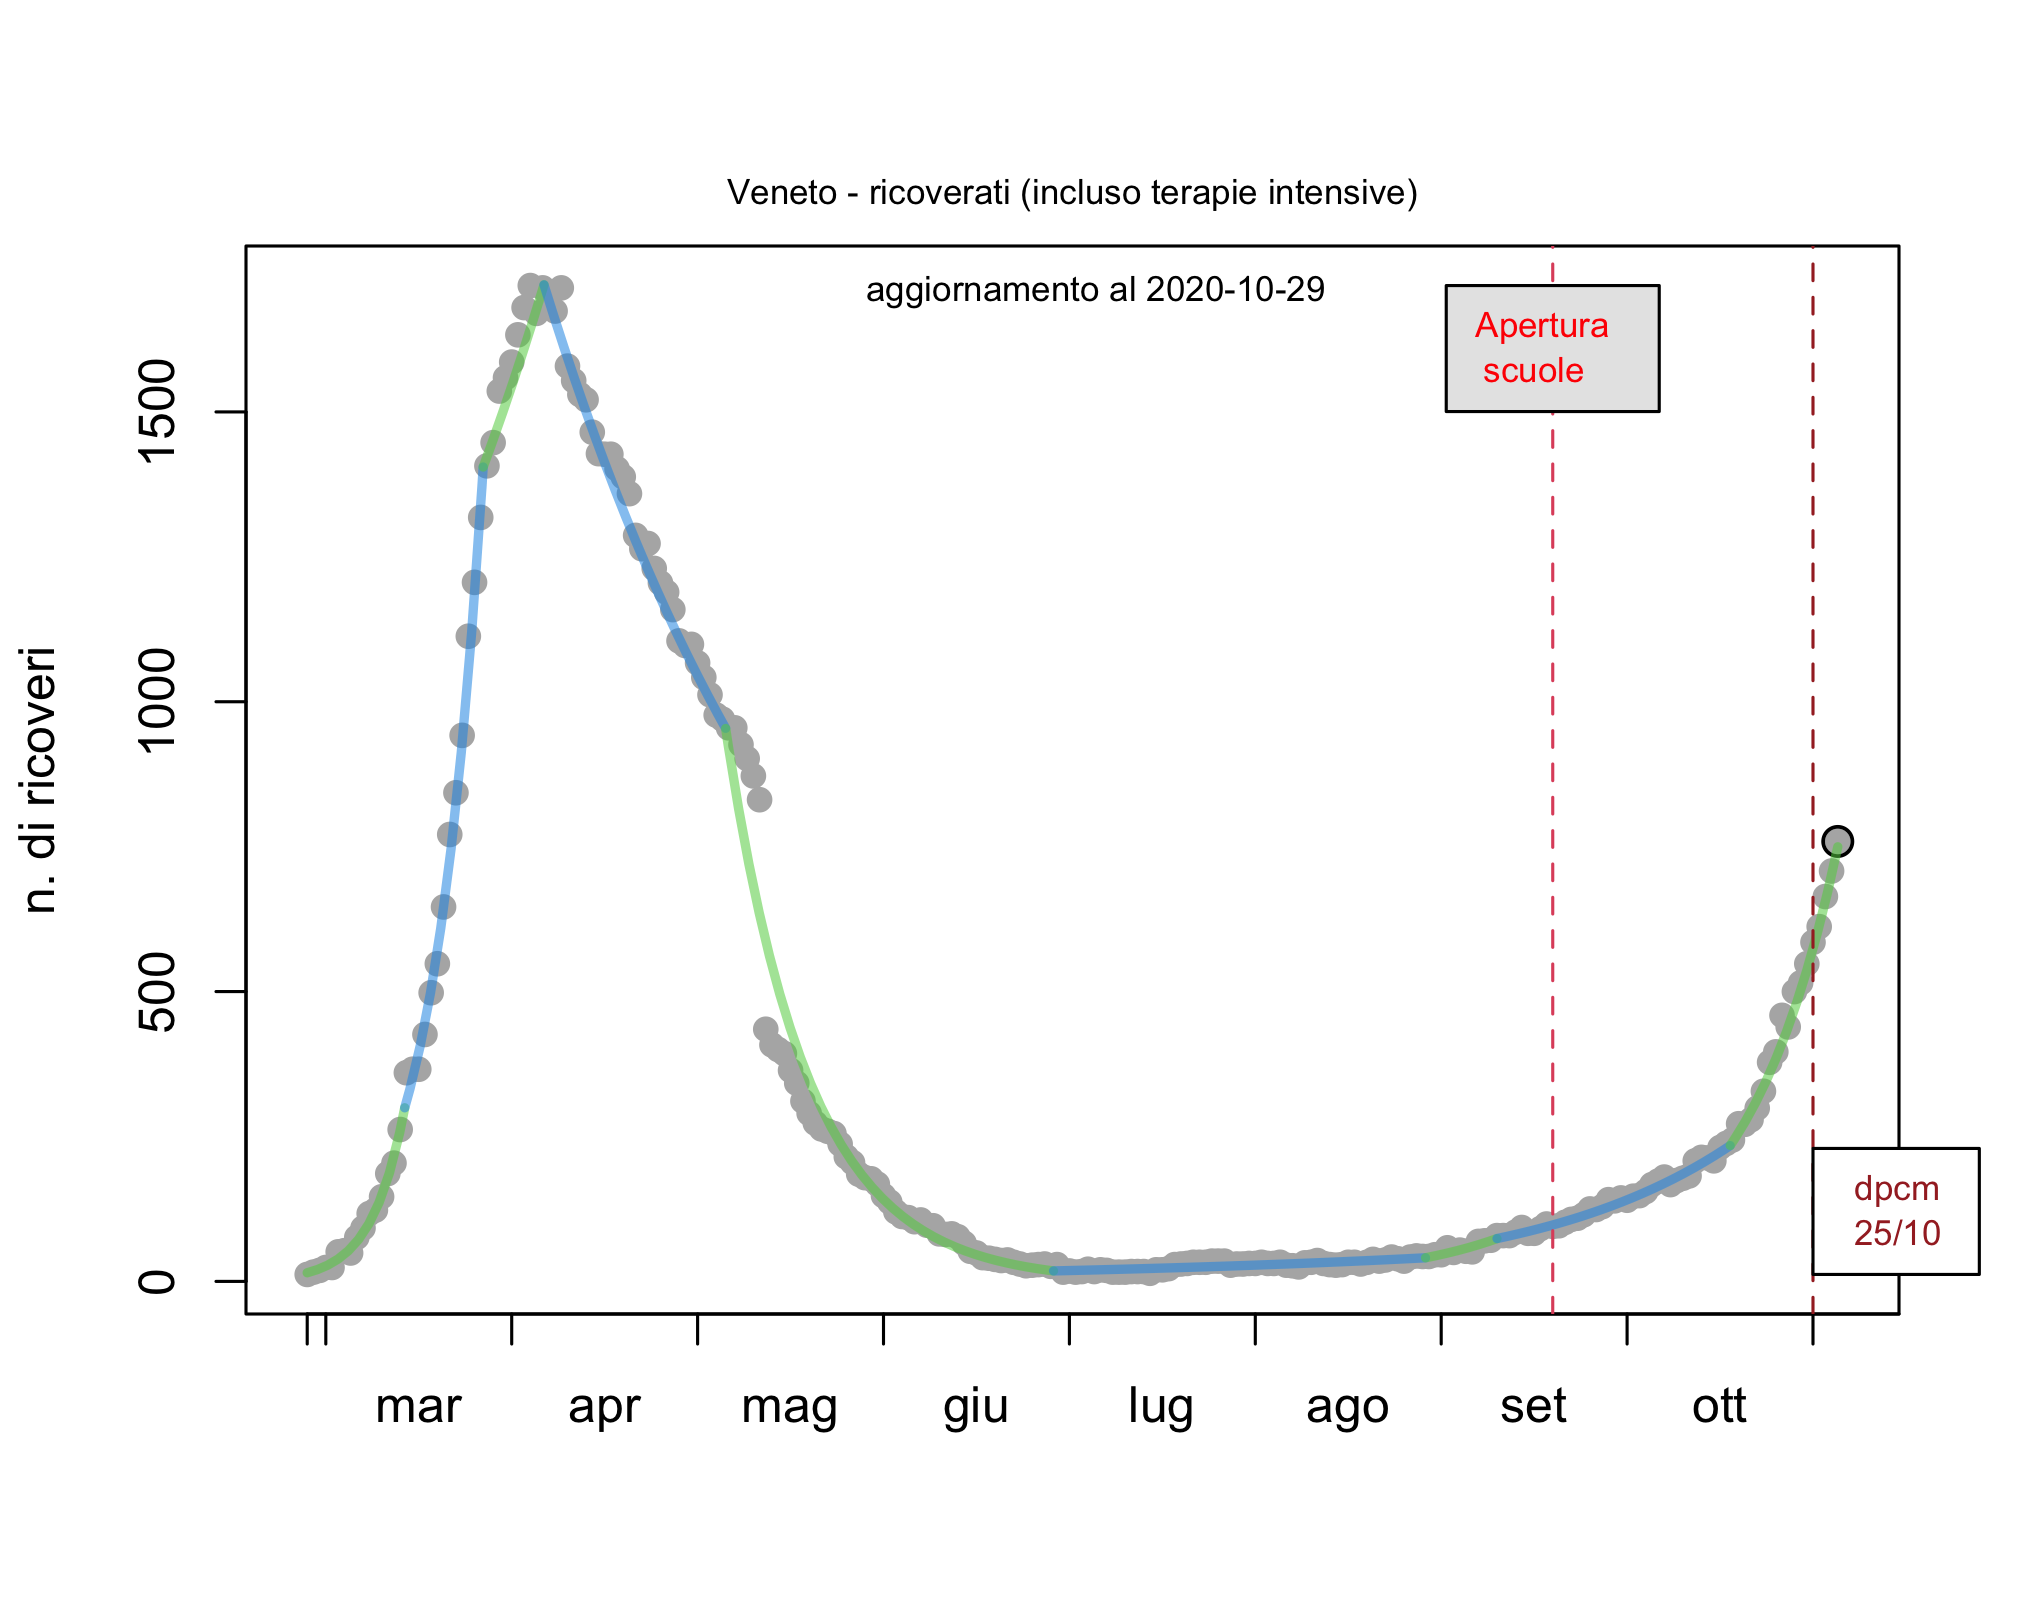 Veneto - ricoverati (incluso terapie intensive)
aggiornamento al 2020-10-29
Apertura
scuole
n. di ricoveri
1500
1000
500
0
dpcm
25/10
mar apr mag giu lug ago set ott